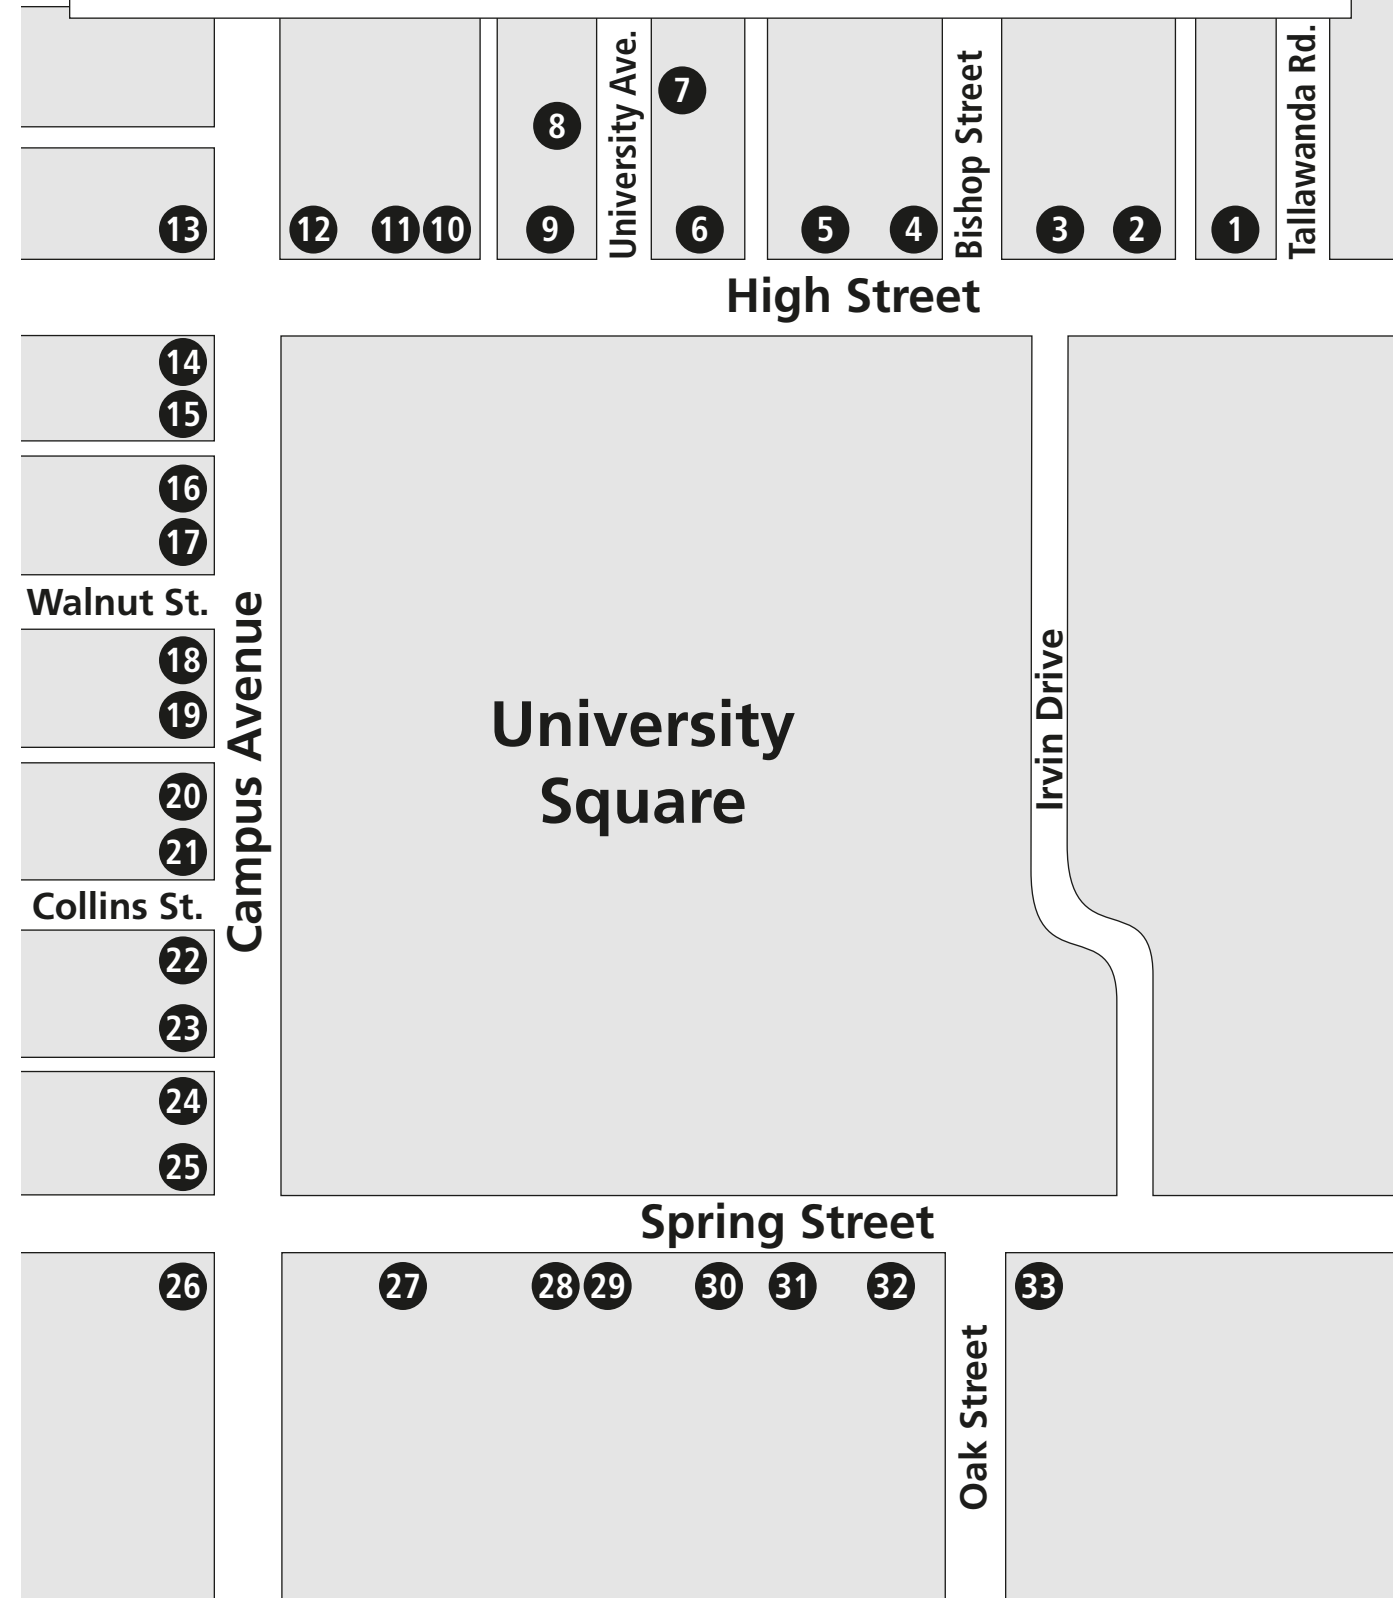 University Ave.
Bishop Street
Tallawanda Rd.
7
8
13
12
11
10
9
6
5
4
3
2
1
High Street
14
15
16
17
Walnut St.
18
19
Campus Avenue
University
Square
Irvin Drive
20
21
Collins St.
22
23
24
25
Spring Street
26
27
28
29
30
31
32
33
Oak Street